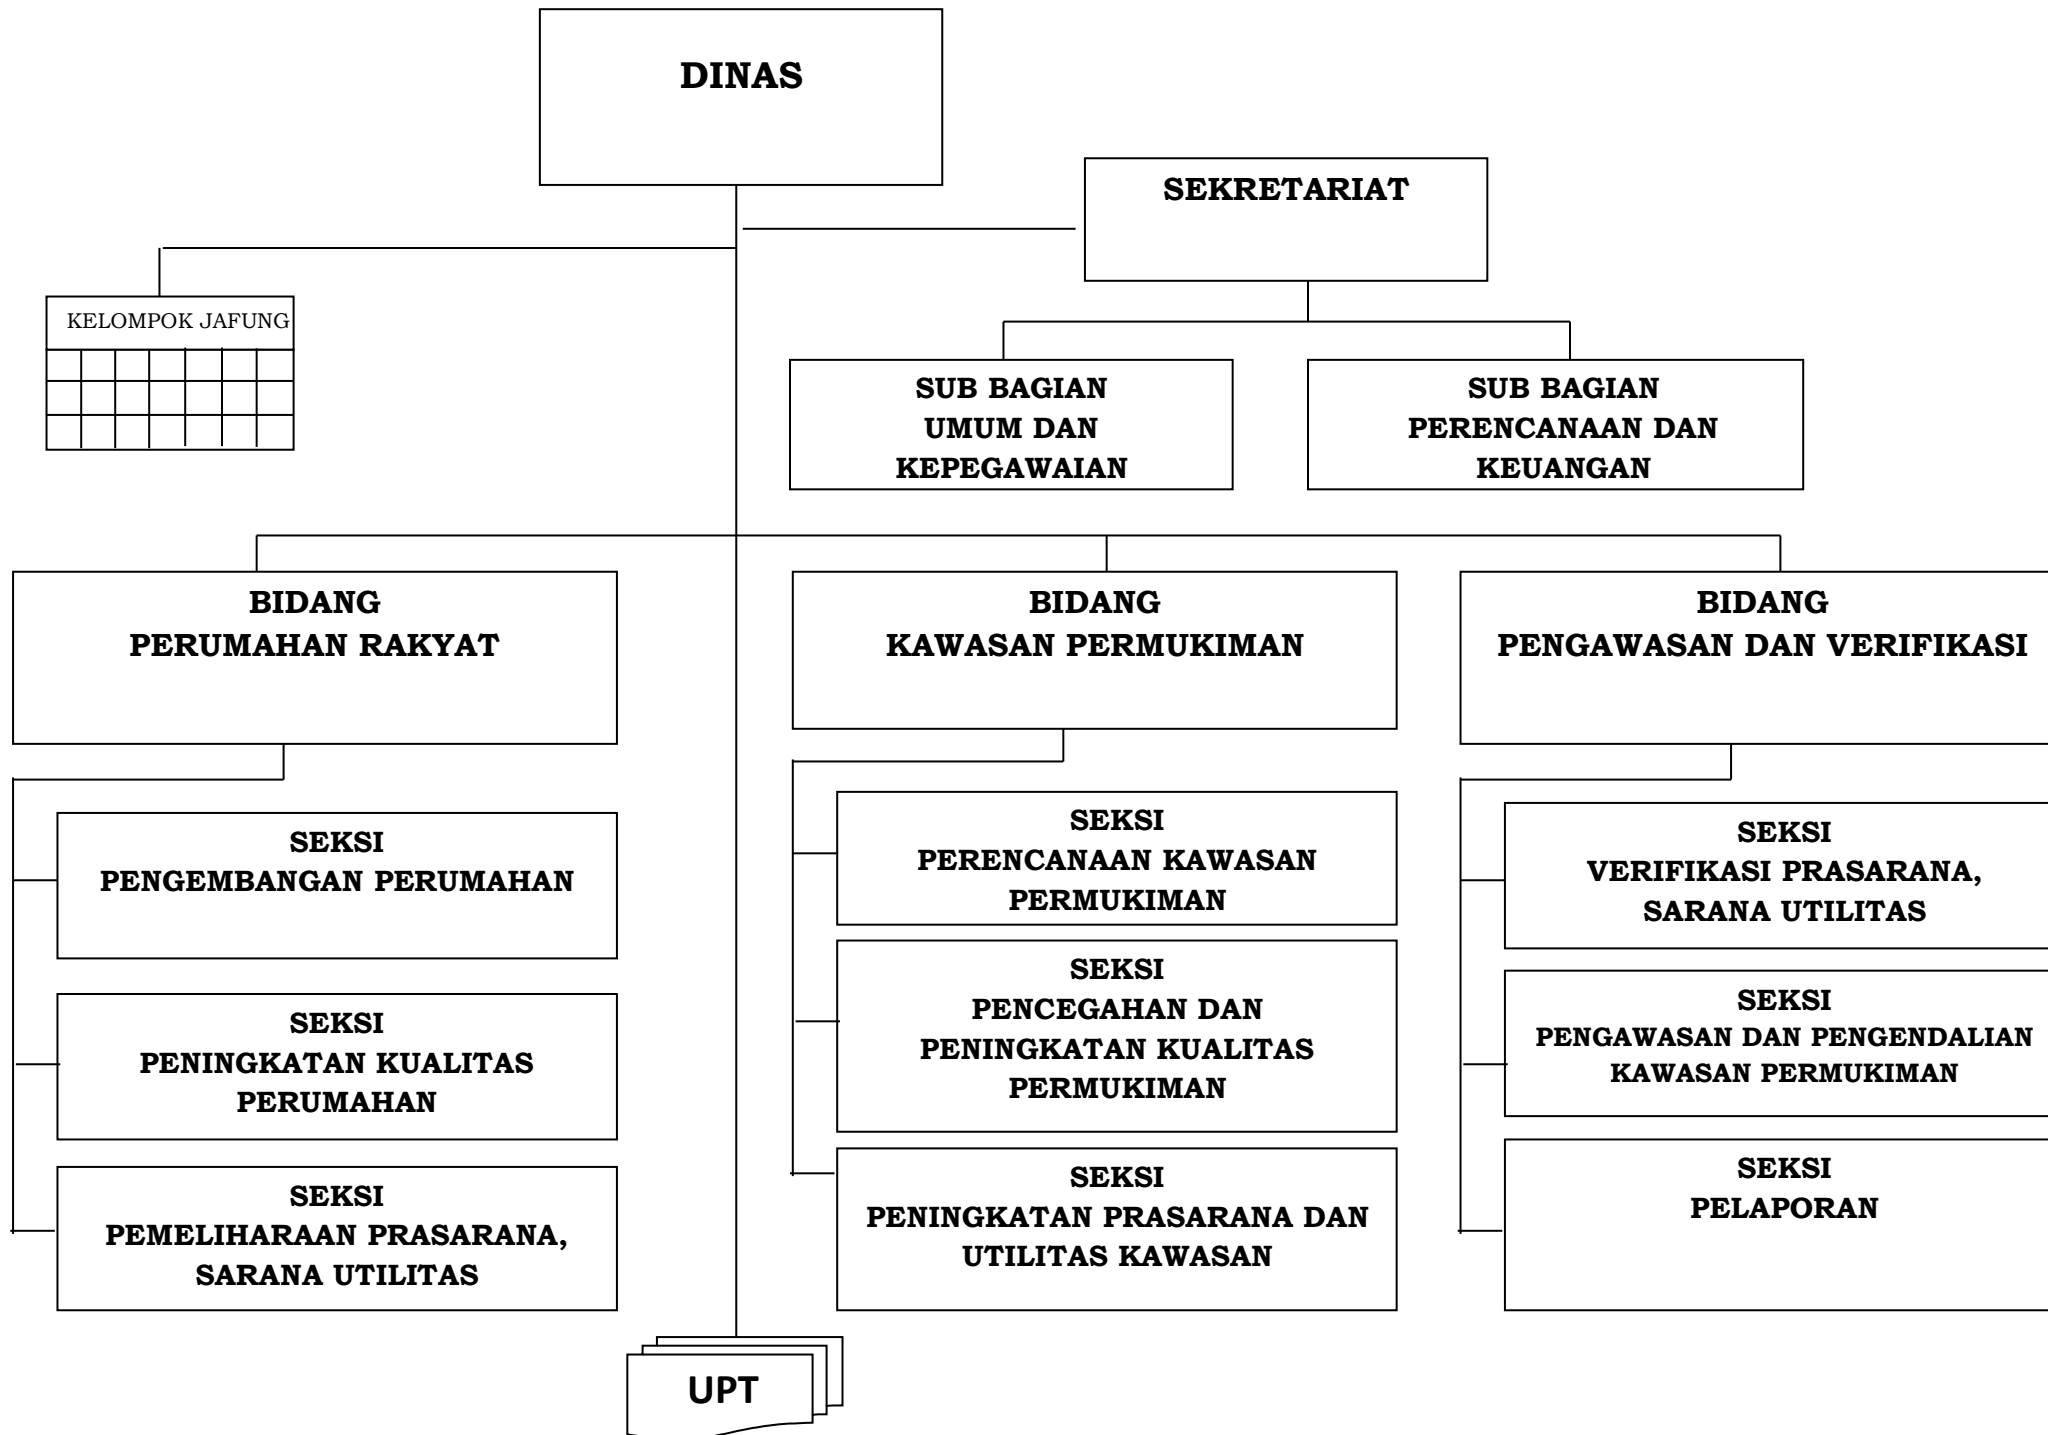 DINAS
SEKRETARIAT
KELOMPOK JAFUNG
SUB BAGIAN
UMUM DAN
KEPEGAWAIAN
SUB BAGIAN
PERENCANAAN DAN
KEUANGAN
BIDANG
PERUMAHAN RAKYAT
BIDANG
KAWASAN PERMUKIMAN
BIDANG
PENGAWASAN DAN VERIFIKASI
SEKSI
PENGEMBANGAN PERUMAHAN
SEKSI
PENINGKATAN KUALITAS
PERUMAHAN
SEKSI
PEMELIHARAAN PRASARANA,
SARANA UTILITAS
SEKSI
PERENCANAAN KAWASAN
PERMUKIMAN
SEKSI
PENCEGAHAN DAN
PENINGKATAN KUALITAS
PERMUKIMAN
SEKSI
PENINGKATAN PRASARANA DAN
UTILITAS KAWASAN
SEKSI
VERIFIKASI PRASARANA,
SARANA UTILITAS
SEKSI
PENGAWASAN DAN PENGENDALIAN
KAWASAN PERMUKIMAN
SEKSI
PELAPORAN
UPT